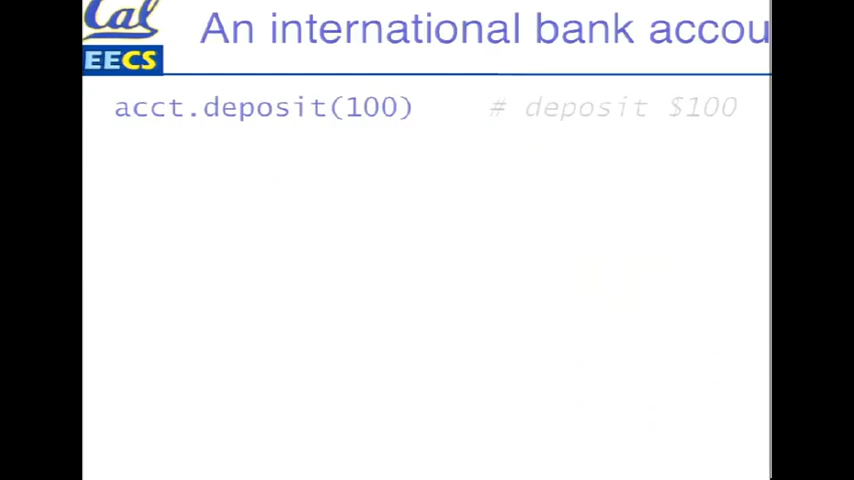 Cal
EECS
An international bank accou
acct.deposit(100) # deposit $100